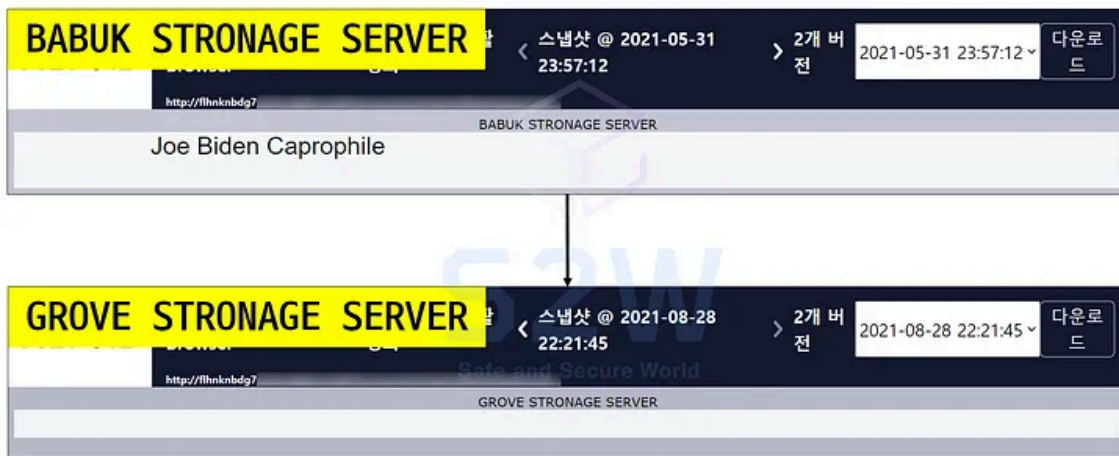 BABUK STRONAGE SERVER
스냅샷 @ 2021-05-31
23:57:12
2개 버
전
2021-05-31 23:57:12
다운로
드
http://flhnknbdg7
BABUK STRONAGE SERVER
Joe Biden Caprophile
S2W
GROVE STRONAGE SERVER
스냅샷 @ 2021-08-28
22:21:45
2개 버
전
2021-08-28 22:21:45
다운로
드
http://flhnknbdg7
Safe and Secure World
GROVE STRONAGE SERVER